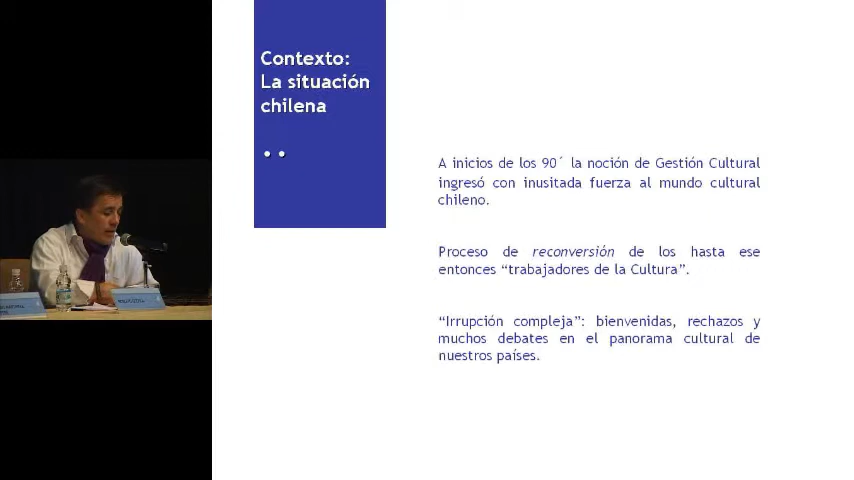 Contexto:
La situación
chilena
A inicios de los 90´ la noción de Gestión Cultural
ingresó con inusitada fuerza al mundo cultural
chileno.
Proceso de reconversión de los hasta ese
entonces “trabajadores de la Cultura”.
“Irrupción compleja”: bienvenidas, rechazos y
muchos debates en el panorama cultural de
nuestros países.